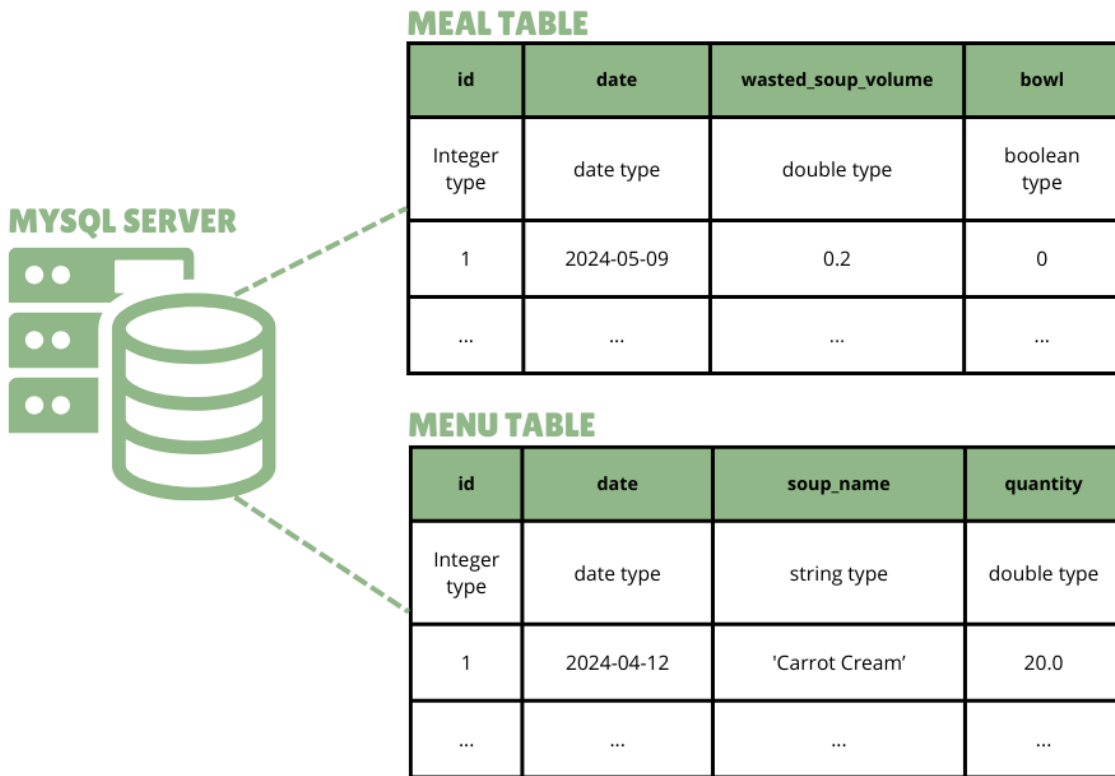 MEAL TABLE
id date wasted_soup_volume bowl
Integer type date type double type boolean type
1 2024-05-09 0.2 0
... ... ... ...
MYSQL SERVER
MENU TABLE
id date soup_name quantity
Integer type date type string type double type
1 2024-04-12 'Carrot Cream’ 20.0
... ... ... ...